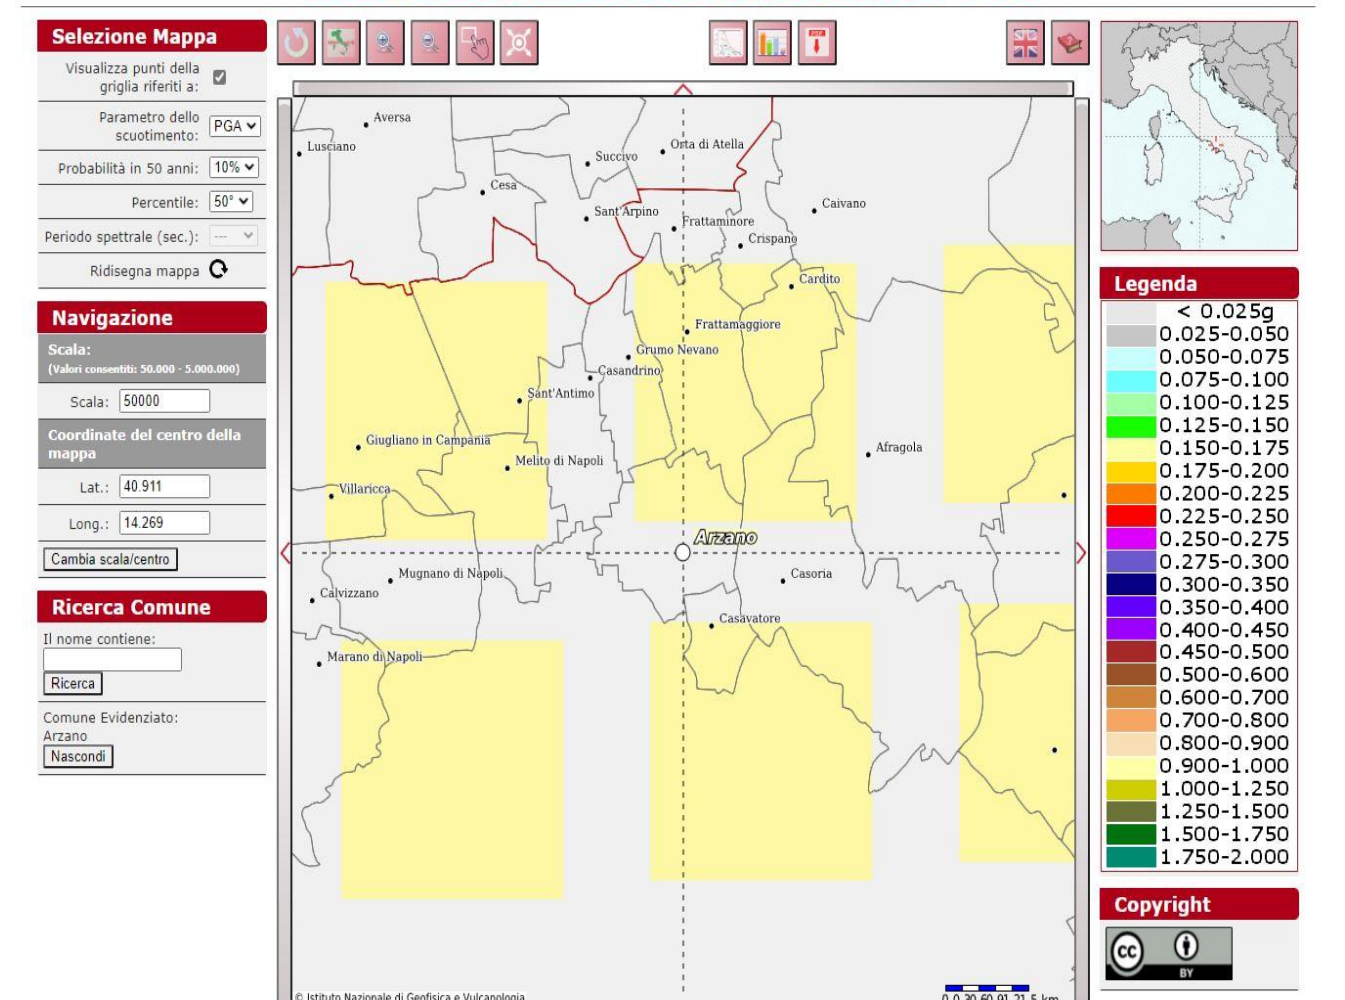 Selezione Mappa
Visualizza punti della
griglia riferiti a:
Parametro dello
scuotimento:
PGA
Probabilità in 50 anni:
10%
Percentile:
50°
Periodo spettrale (sec.):
---
Ridisegna mappa
Navigazione
Scala:
(Valori consentiti: 50.000 - 5.000.000)
Scala:
50000
Coordinate del centro della
mappa
Lat.:
40.911
Long.:
14.269
Cambia scala/centro
Ricerca Comune
Il nome contiene:
Ricerca
Comune Evidenziato:
Arzano
Nascondi
PDF
Aversa
Lusciano
Orta di Atella
Succivo
Cesa
Sant'Arpino
Caivano
Frattaminore
Crispano
Cardito
Frattamaggiore
Grumo Nevano
Casandrino
Sant'Antimo
Giugliano in Campania
Afragola
Melito di Napoli
Villaricca
Arzano
Mugnano di Napoli
Casoria
Calvizzano
Casavatore
Marano di Napoli
© Istituto Nazionale di Geofisica e Vulcanologia
Legenda
< 0.025g
0.025-0.050
0.050-0.075
0.075-0.100
0.100-0.125
0.125-0.150
0.150-0.175
0.175-0.200
0.200-0.225
0.225-0.250
0.250-0.275
0.275-0.300
0.300-0.350
0.350-0.400
0.400-0.450
0.450-0.500
0.500-0.600
0.600-0.700
0.700-0.800
0.800-0.900
0.900-1.000
1.000-1.250
1.250-1.500
1.500-1.750
1.750-2.000
Copyright
cc
BY